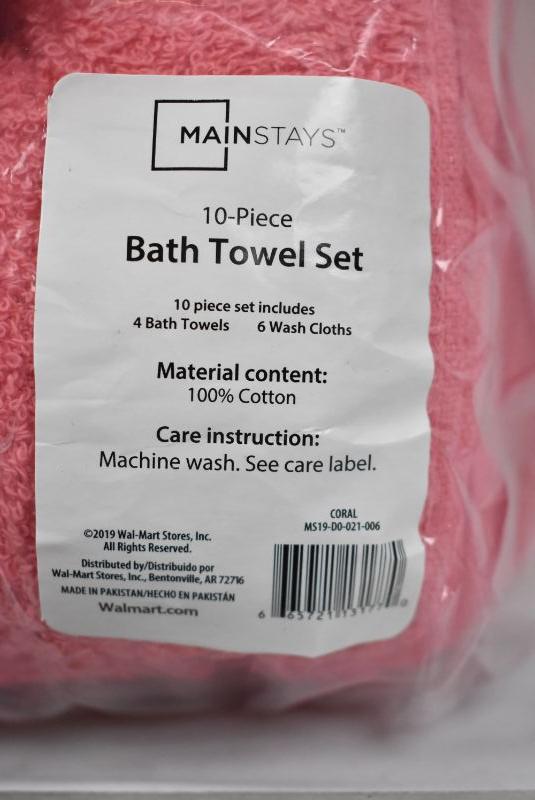 MAINSTAYS™
10-Piece
Bath Towel Set
10 piece set includes
4 Bath Towels 6 Wash Cloths
Material content:
100% Cotton
Care instruction:
Machine wash. See care label.
CORAL
MS19-D0-021-006
©2019 Wal-Mart Stores, Inc.
All Rights Reserved.
Distributed by/Distribuido por
Wal-Mart Stores, Inc., Bentonville, AR 72716
MADE IN PAKISTAN/HECHO EN PAKISTÁN
Walmart.com